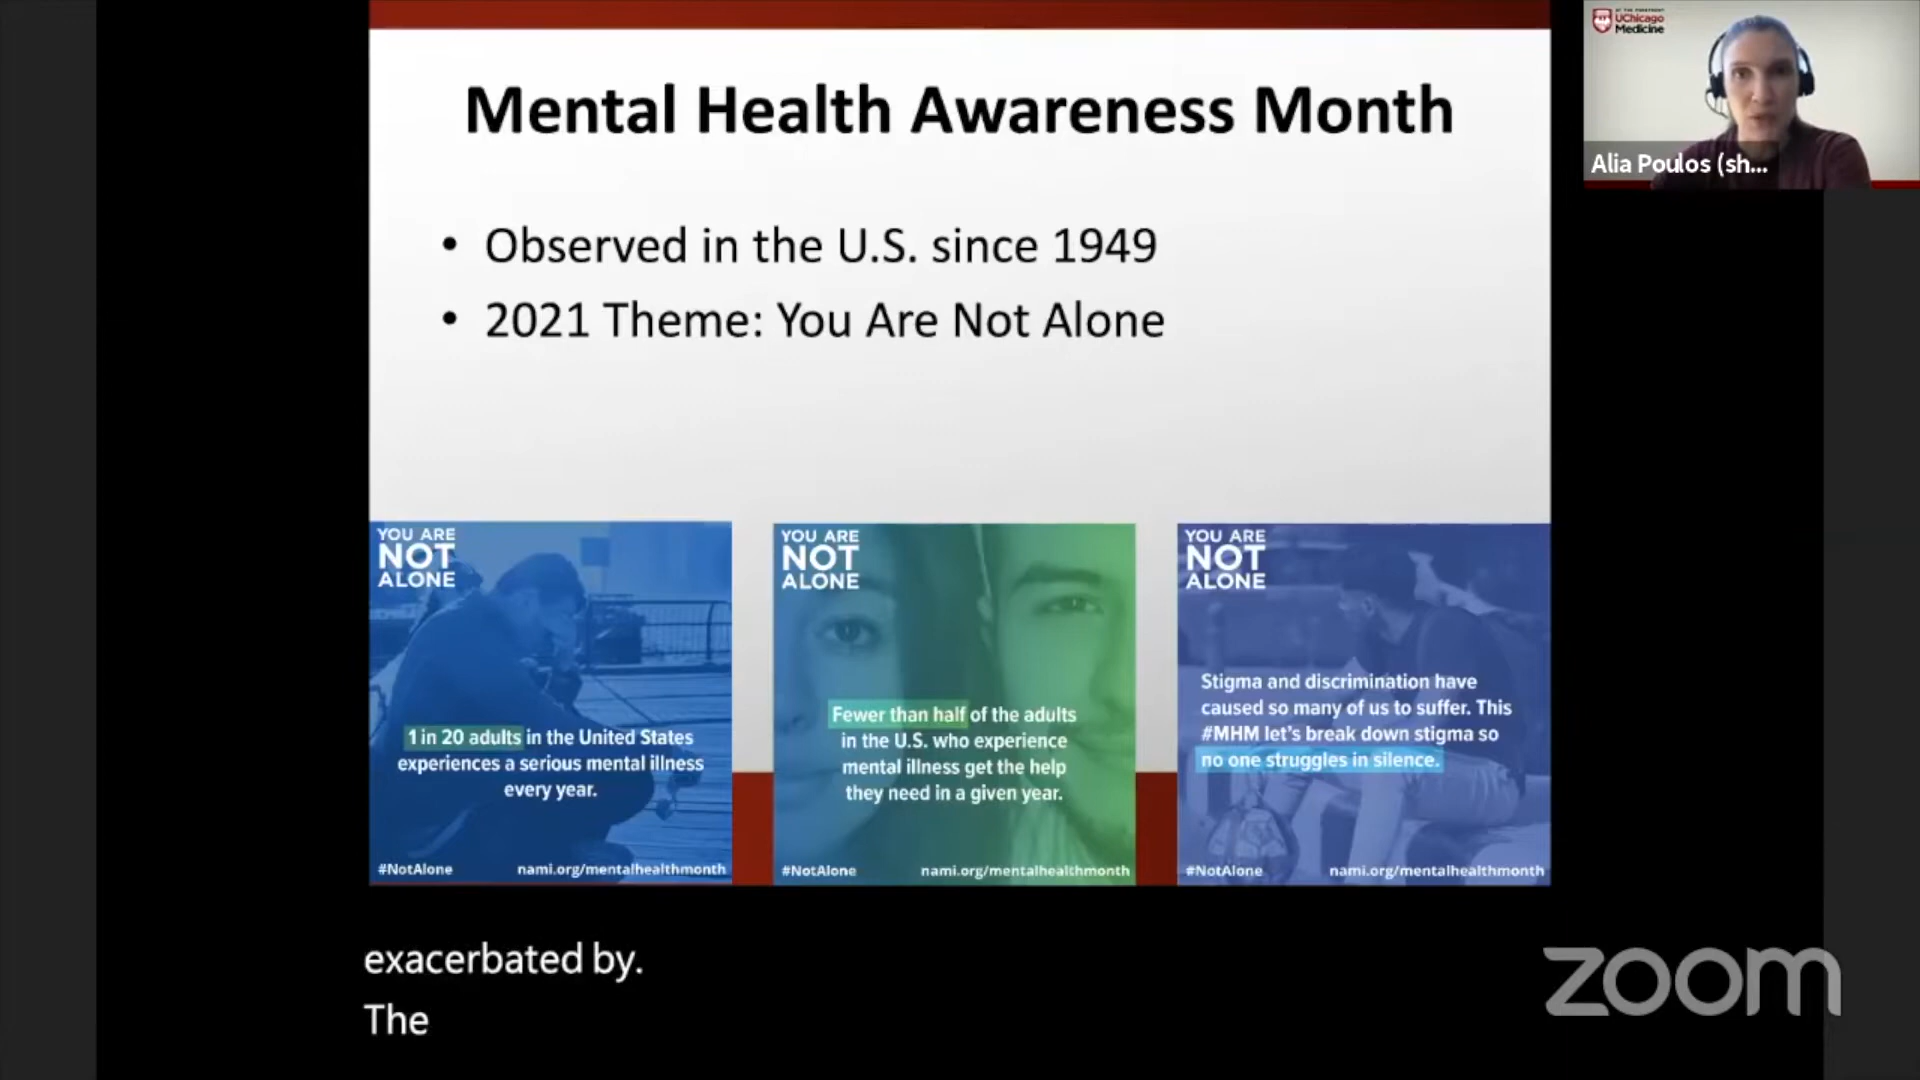 Mental Health Awareness Month
• Observed in the U.S. since 1949
• 2021 Theme: You Are Not Alone
YOU ARE
NOT
ALONE
1 in 20 adults in the United States
experiences a serious mental illness
every year.
#NotAlone nami.org/mentalhealthmonth
YOU ARE
NOT
ALONE
Fewer than half of the adults
in the U.S. who experience
mental illness get the help
they need in a given year.
#NotAlone nami.org/mentalhealthmonth
YOU ARE
NOT
ALONE
Stigma and discrimination have
caused so many of us to suffer. This
#MHM let's break down stigma so
no one struggles in silence.
#NotAlone nami.org/mentalhealthmonth
AT THE FOREFRONT
UChicago
Medicine
Alia Poulos (sh...
exacerbated by.
The
zoom